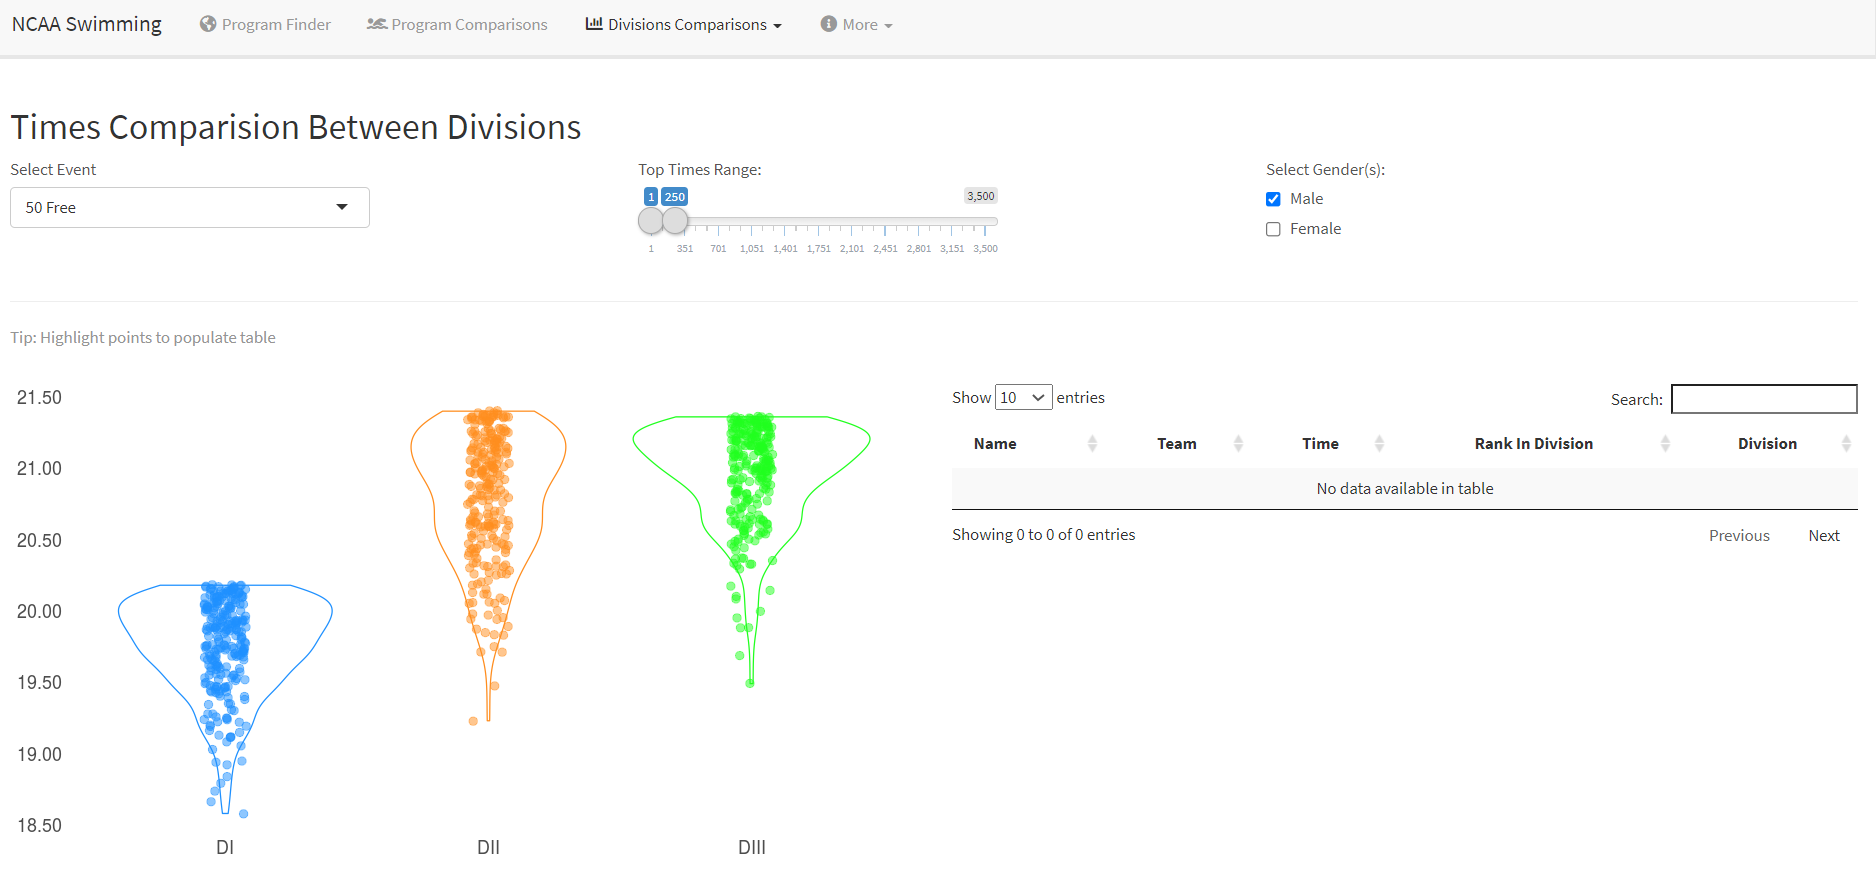 NCAA Swimming Program Finder Program Comparisons Divisions Comparisons More
Times Comparision Between Divisions
Select Event
50 Free
Top Times Range:
1 250 3,500
1 351 701 1,051 1,401 1,751 2,101 2,451 2,801 3,151 3,500
Select Gender(s):
Male
Female
Tip: Highlight points to populate table
21.50
21.00
20.50
20.00
19.50
19.00
18.50
DI DII DIII
Show 10 entries
Search:
Name Team Time Rank In Division Division
No data available in table
Showing 0 to 0 of 0 entries
Previous Next